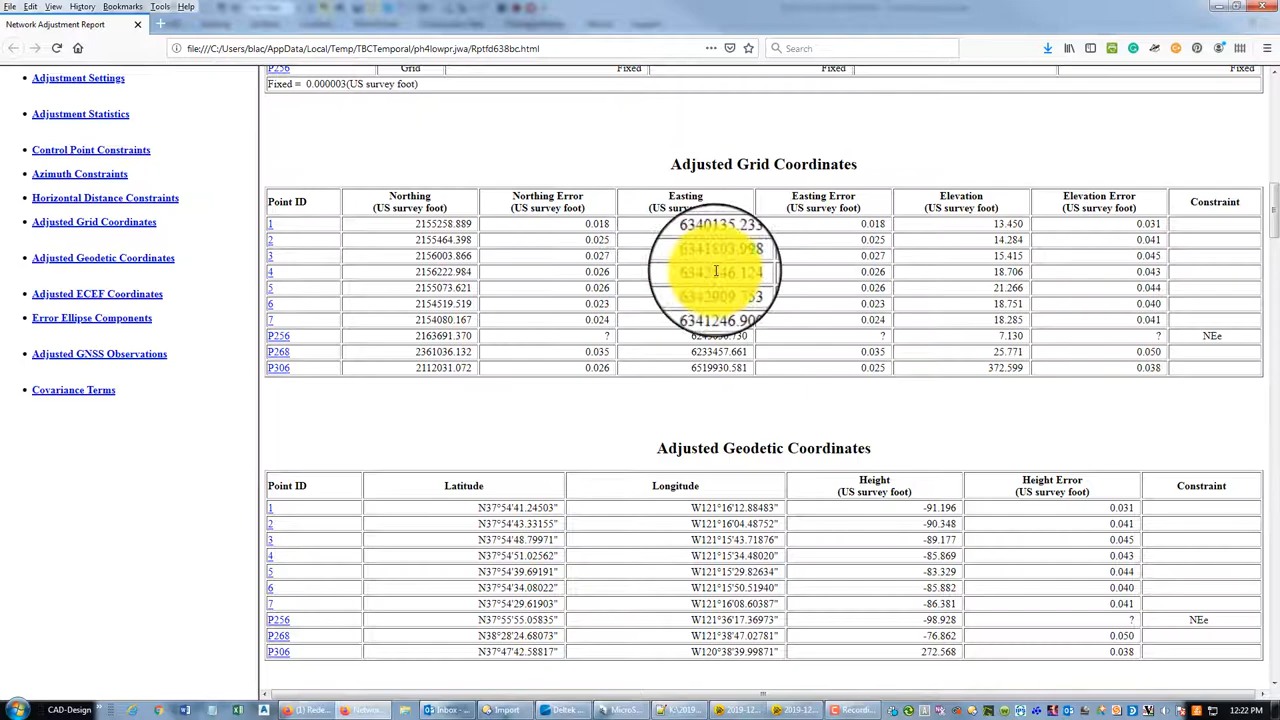 File Edit View History Bookmarks Tools Help
Network Adjustment Report
file:///C:/Users/blac/AppData/Local/Temp/TBCTemporal/ph4lowpr.jwa/Rptfd638bc.html
Search
Adjustment Settings
Adjustment Statistics
Control Point Constraints
Azimuth Constraints
Horizontal Distance Constraints
Adjusted Grid Coordinates
Adjusted Geodetic Coordinates
Adjusted ECEF Coordinates
Error Ellipse Components
Adjusted GNSS Observations
Covariance Terms
P256 Grid Fixed Fixed Fixed
Fixed = 0.000003(US survey foot)
Adjusted Grid Coordinates
Point ID Northing (US survey foot) Northing Error (US survey foot) Easting (US sur Easting Error (US survey foot) Elevation (US survey foot) Elevation Error (US survey foot) Constraint
1 2155258.889 0.018 6340135.233 0.018 13.450 0.031
2 2155464.398 0.025 6341803.998 0.025 14.284 0.041
3 2156003.866 0.027 0.027 15.415 0.045
4 2156222.984 0.026 0.026 18.706 0.043
5 2155073.621 0.026 0.026 21.266 0.044
6 2154519.519 0.023 0.023 18.751 0.040
7 2154080.167 0.024 0.024 18.285 0.041
P256 2163691.370 ? ? 7.130 ? NEe
P268 2361036.132 0.035 6233457.661 0.035 25.771 0.050
P306 2112031.072 0.026 6519930.581 0.025 372.599 0.038
Adjusted Geodetic Coordinates
Point ID Latitude Longitude Height (US survey foot) Height Error (US survey foot) Constraint
1 N37°54'41.24503" W121°16'12.88483" -91.196 0.031
2 N37°54'43.33155" W121°16'04.48752" -90.348 0.041
3 N37°54'48.79971" W121°15'43.71876" -89.177 0.045
4 N37°54'51.02562" W121°15'34.48020" -85.869 0.043
5 N37°54'39.69191" W121°15'29.82634" -83.329 0.044
6 N37°54'34.08022" W121°15'50.51940" -85.882 0.040
7 N37°54'29.61903" W121°16'08.60387" -86.381 0.041
P256 N37°55'55.05835" W121°36'17.36973" -98.928 ? NEe
P268 N38°28'24.68073" W121°38'47.02781" -76.862 0.050
P306 N37°47'42.58817" W120°38'39.99871" 272.568 0.038
CAD-Design (1) Rede... Networ... Inbox - ... Import Deltek ... MicroS... K:\2019... 2019-12... 2019-12... Recordi... 12:22 PM